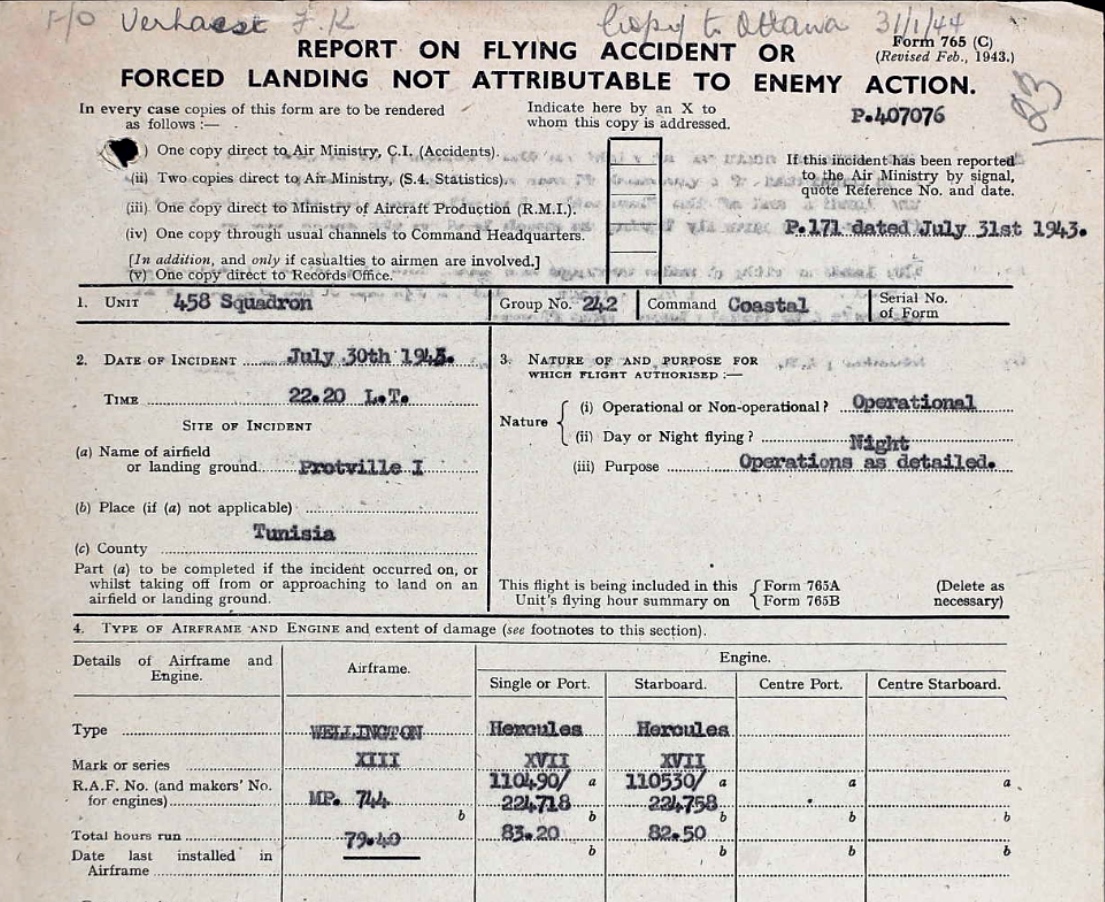 F/O Verhaest F.K Copy to Ottawa 31/1/44
Form 765 (C)
(Revised Feb., 1943.)
REPORT ON FLYING ACCIDENT OR
FORCED LANDING NOT ATTRIBUTABLE TO ENEMY ACTION.
83
In every case copies of this form are to be rendered
as follows :—
Indicate here by an X to
whom this copy is addressed.
P.407076
) One copy direct to Air Ministry, C.I. (Accidents).
(ii) Two copies direct to Air Ministry, (S.4. Statistics).
(iii) One copy direct to Ministry of Aircraft Production (R.M.I.).
(iv) One copy through usual channels to Command Headquarters.
[In addition, and only if casualties to airmen are involved.]
(v) One copy direct to Records Office.
If this incident has been reported
to the Air Ministry by signal,
quote Reference No. and date.
P.171 dated July 31st 1943.
1. UNIT 458 Squadron Group No. 242 Command Coastal Serial No.
of Form
2. DATE OF INCIDENT July 30th 1943.
TIME 22.20 L.T.
SITE OF INCIDENT
(a) Name of airfield
or landing ground Protville I
(b) Place (if (a) not applicable)
Tunisia
(c) County
Part (a) to be completed if the incident occurred on, or
whilst taking off from or approaching to land on an
airfield or landing ground.
3. NATURE OF AND PURPOSE FOR
WHICH FLIGHT AUTHORISED :—
Nature { (i) Operational or Non-operational? Operational
(ii) Day or Night flying? Night
(iii) Purpose Operations as detailed.
This flight is being included in this
Unit's flying hour summary on
{ Form 765A
Form 765B
(Delete as
necessary)
4. TYPE OF AIRFRAME AND ENGINE and extent of damage (see footnotes to this section).
Details of Airframe and
Engine.
Airframe.
Engine.
Single or Port. Starboard. Centre Port. Centre Starboard.
Type WELLINGTON Hercules Hercules
Mark or series XIII XVII XVII
R.A.F. No. (and makers' No.
for engines) MP. 744 b
110490/ a 110530/ a a a
224718 b 224758 b b b
Total hours run 79.40 83.20 82.50
b b b b
Date last installed in
Airframe